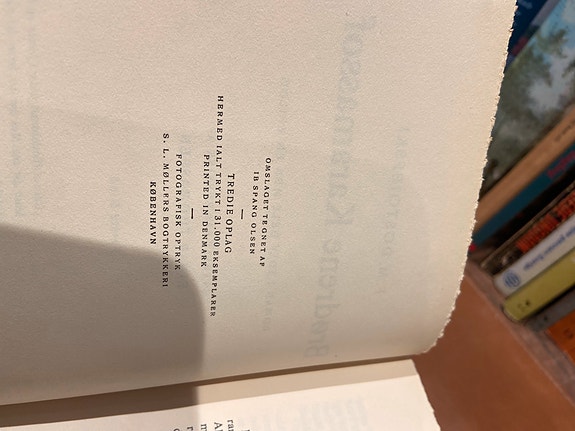 OMSLAGET TEGNET AF
IB SPANG OLSEN
TREDIE OPLAG
HERMED IALT TRYKT I 31.000 EKSEMPLARER
PRINTED IN DENMARK
FOTOGRAFISK OPTRYK
S. L. MØLLERS BOGTRYKKERI
KØBENHAVN